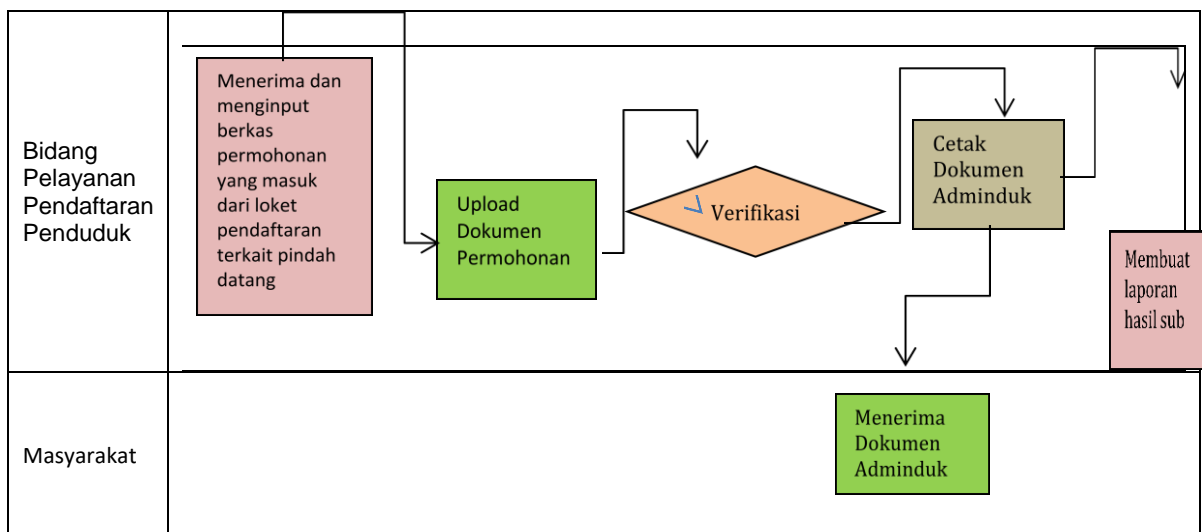 Bidang
Pelayanan
Pendaftaran
Penduduk
Menerima dan
menginput
berkas
permohonan
yang masuk
dari loket
pendaftaran
terkait pindah
datang
Upload
Dokumen
Permohonan
Verifikasi
Cetak
Dokumen
Adminduk
Membuat
laporan
hasil sub
Masyarakat
Menerima
Dokumen
Adminduk